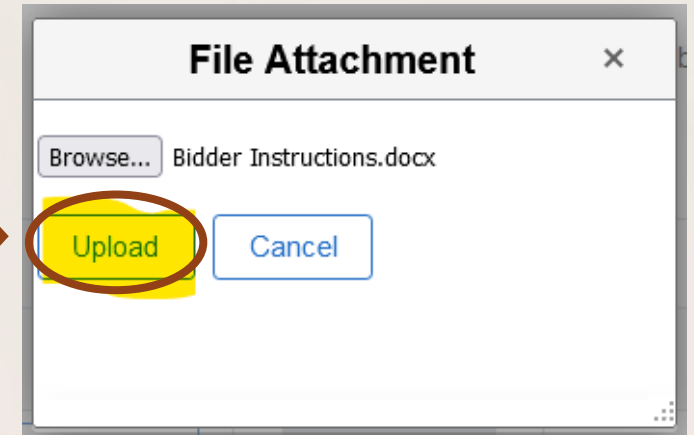 File Attachment ×
Browse... Bidder Instructions.docx
Upload Cancel